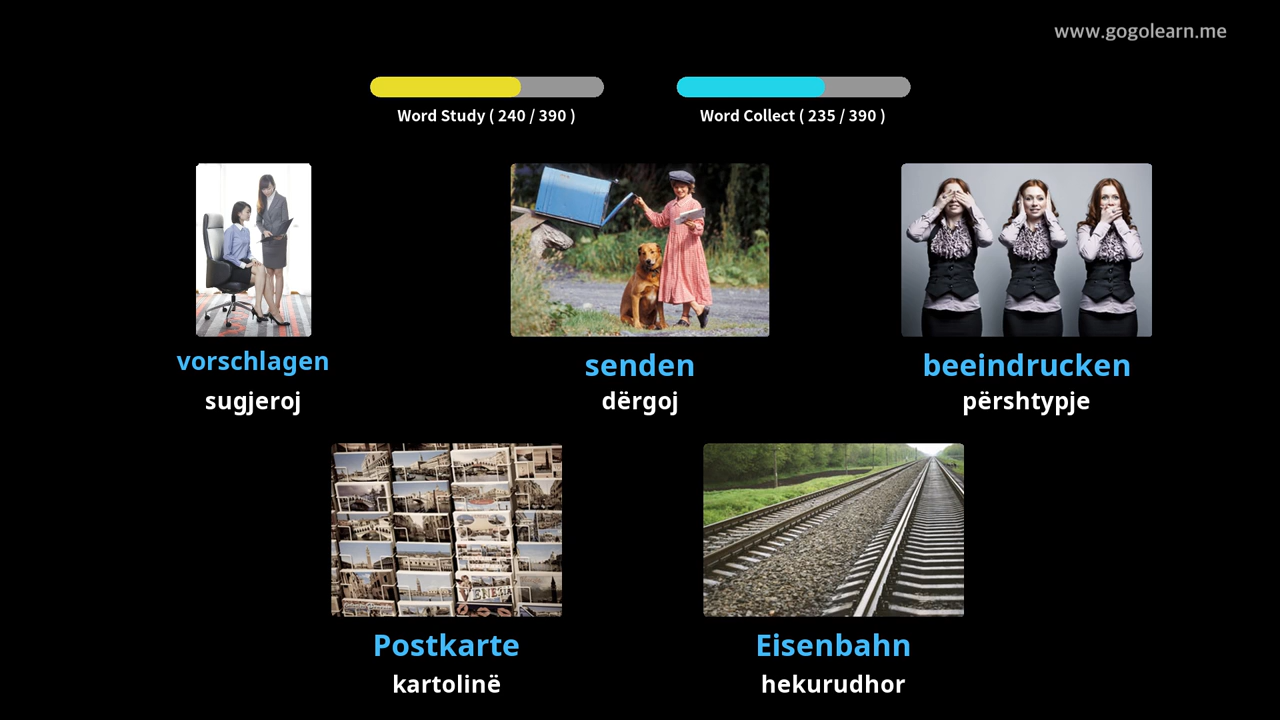 www.gogolearn.me
Word Study ( 240 / 390 )
Word Collect ( 235 / 390 )
vorschlagen
sugjeroj
senden
dërgoj
beeindrucken
përshtypje
Postkarte
kartolinë
Eisenbahn
hekurudhor